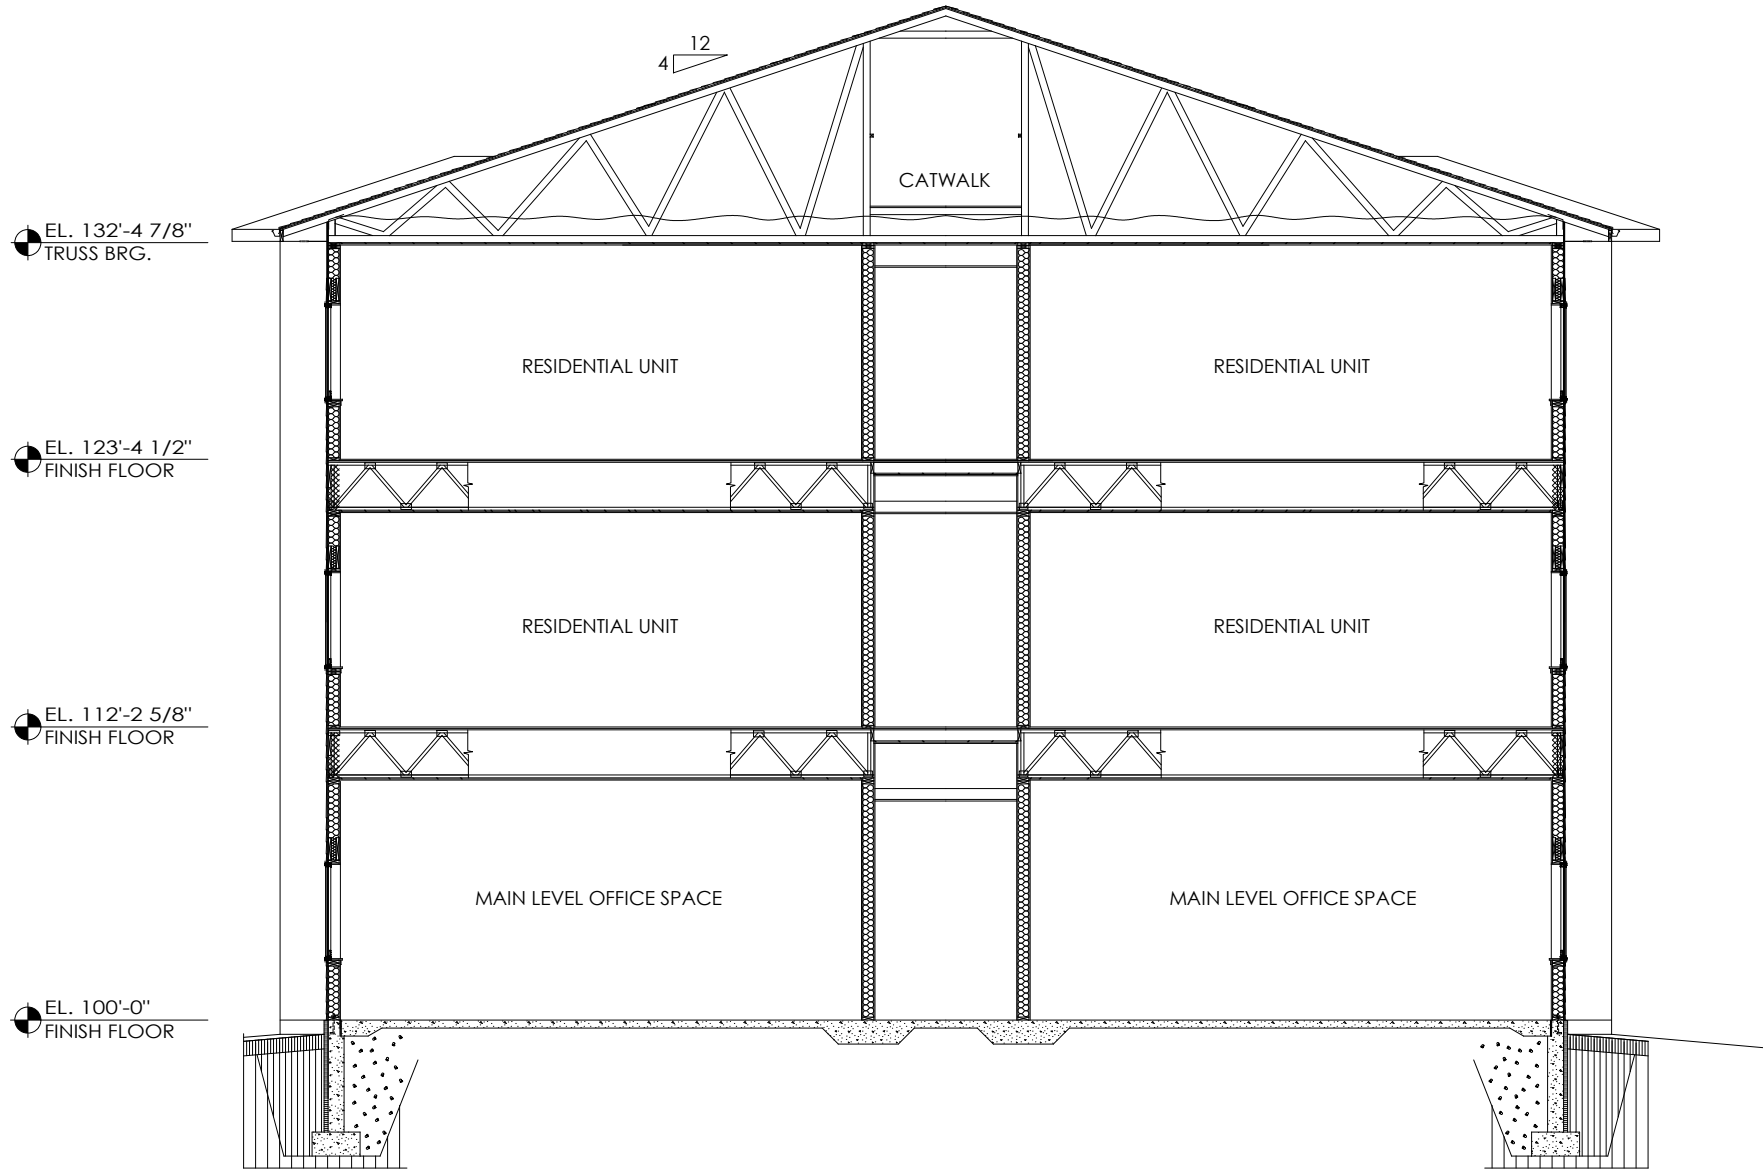 12
4
CATWALK
EL. 132'-4 7/8"
TRUSS BRG.
RESIDENTIAL UNIT
RESIDENTIAL UNIT
EL. 123'-4 1/2"
FINISH FLOOR
RESIDENTIAL UNIT
RESIDENTIAL UNIT
EL. 112'-2 5/8"
FINISH FLOOR
MAIN LEVEL OFFICE SPACE
MAIN LEVEL OFFICE SPACE
EL. 100'-0"
FINISH FLOOR